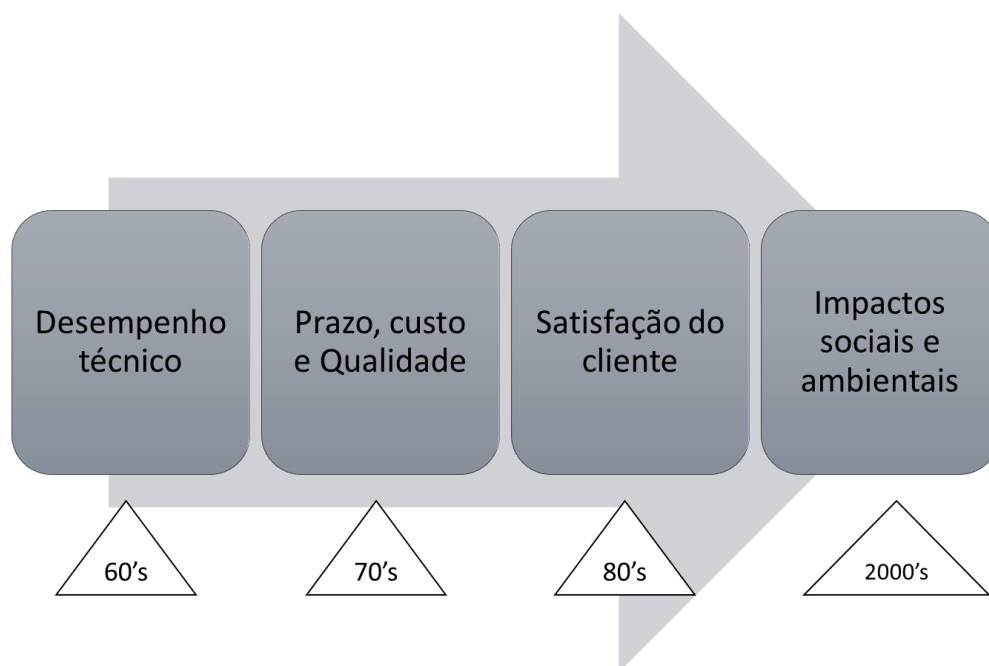 Desempenho
técnico
Prazo, custo
e Qualidade
Satisfação do
cliente
Impactos
sociais e
ambientais
60’s
70’s
80’s
2000’s